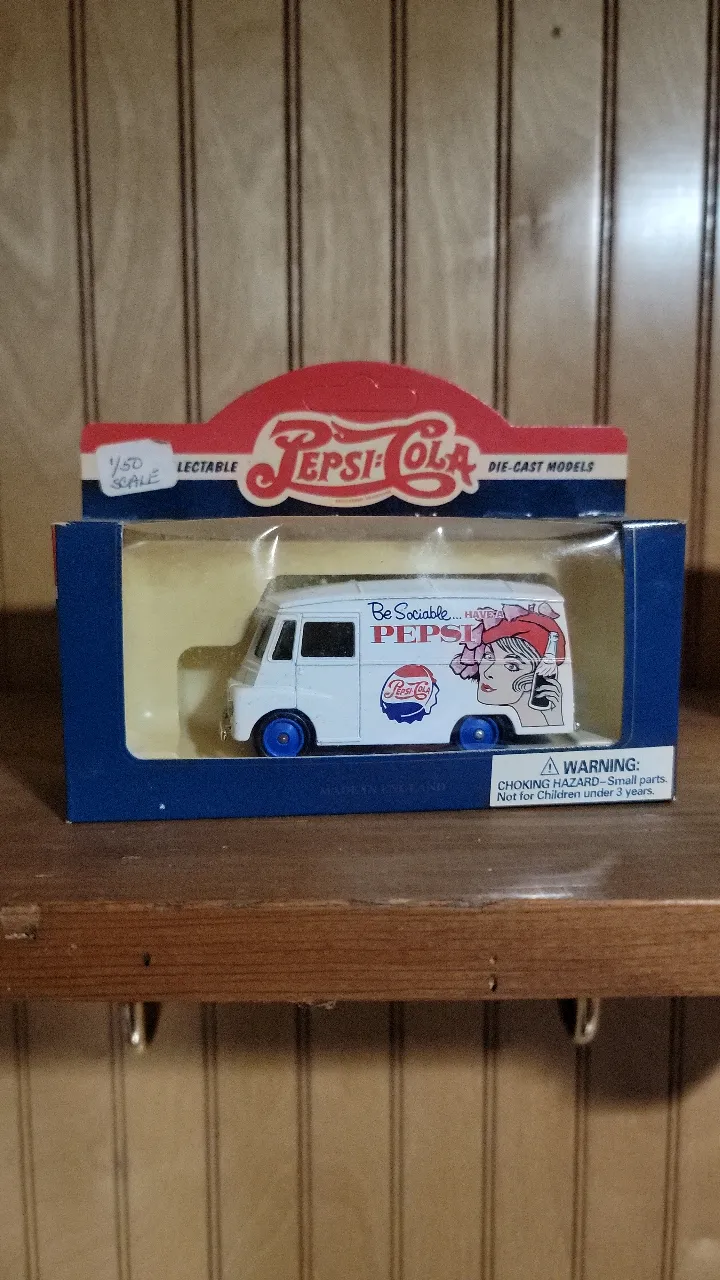 PEPSI-COLA
1/50
SCALE
LECTABLE
DIE-CAST MODELS
Be Sociable... HAVE A
PEPSI
PEPSI-COLA
WARNING:
CHOKING HAZARD–Small parts.
Not for Children under 3 years.